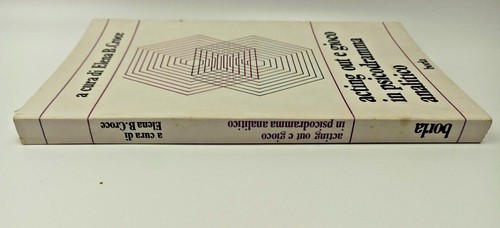 acting out e gioco
in psicodramma
analitico
borla
a cura di Elena B. Croce
a cura di
Elena B. Croce
acting out e gioco
in psicodramma analitico
borla